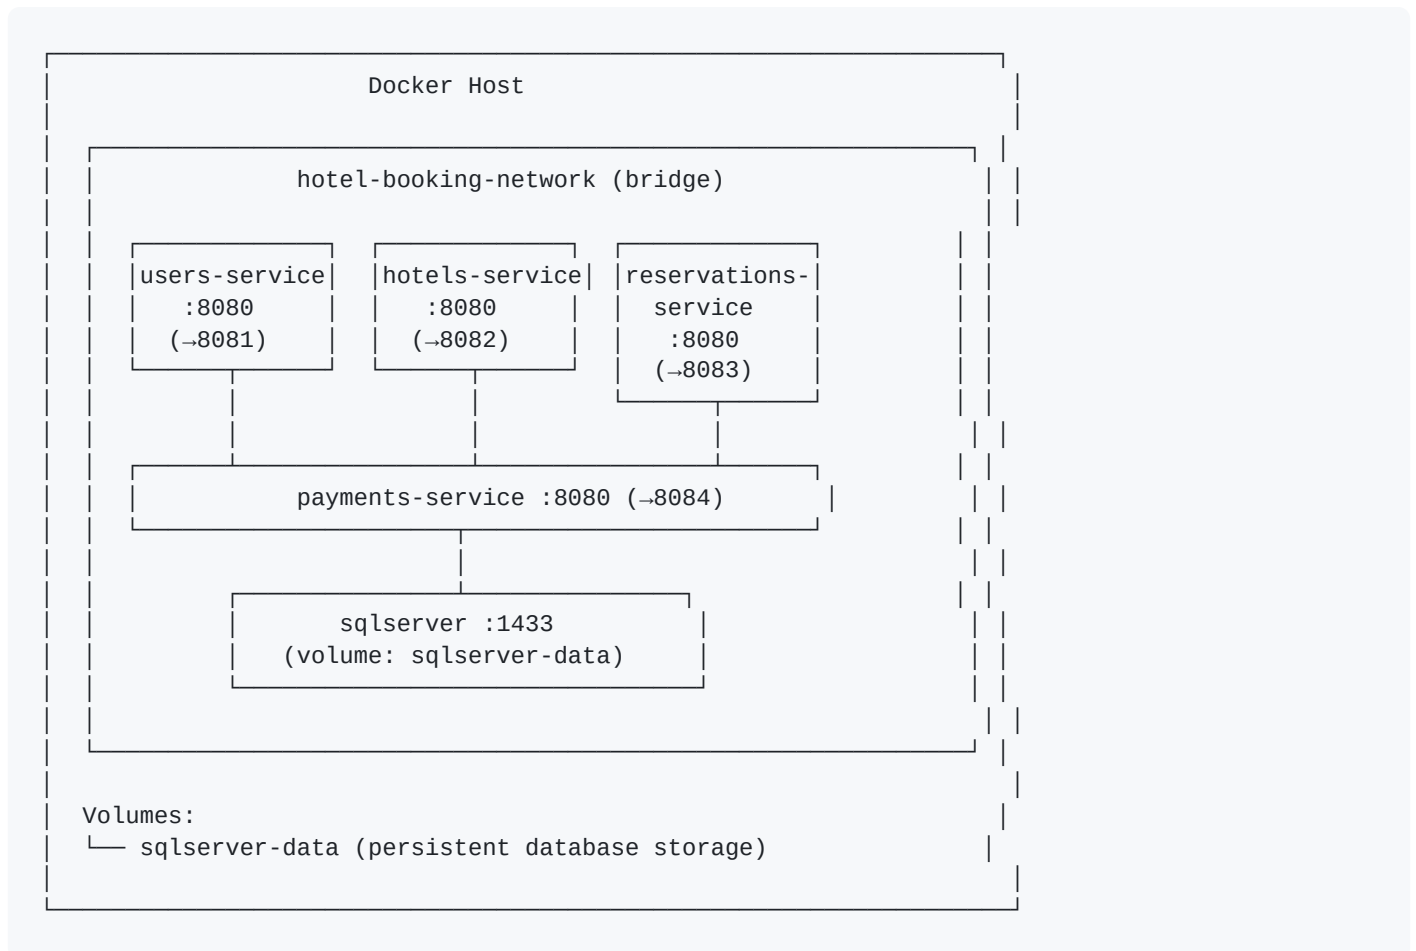 Docker Host
hotel-booking-network (bridge)
users-service hotels-service reservations-
:8080 :8080 service
(→8081) (→8082) :8080
(→8083)
payments-service :8080 (→8084)
sqlserver :1433
(volume: sqlserver-data)
Volumes:
└── sqlserver-data (persistent database storage)